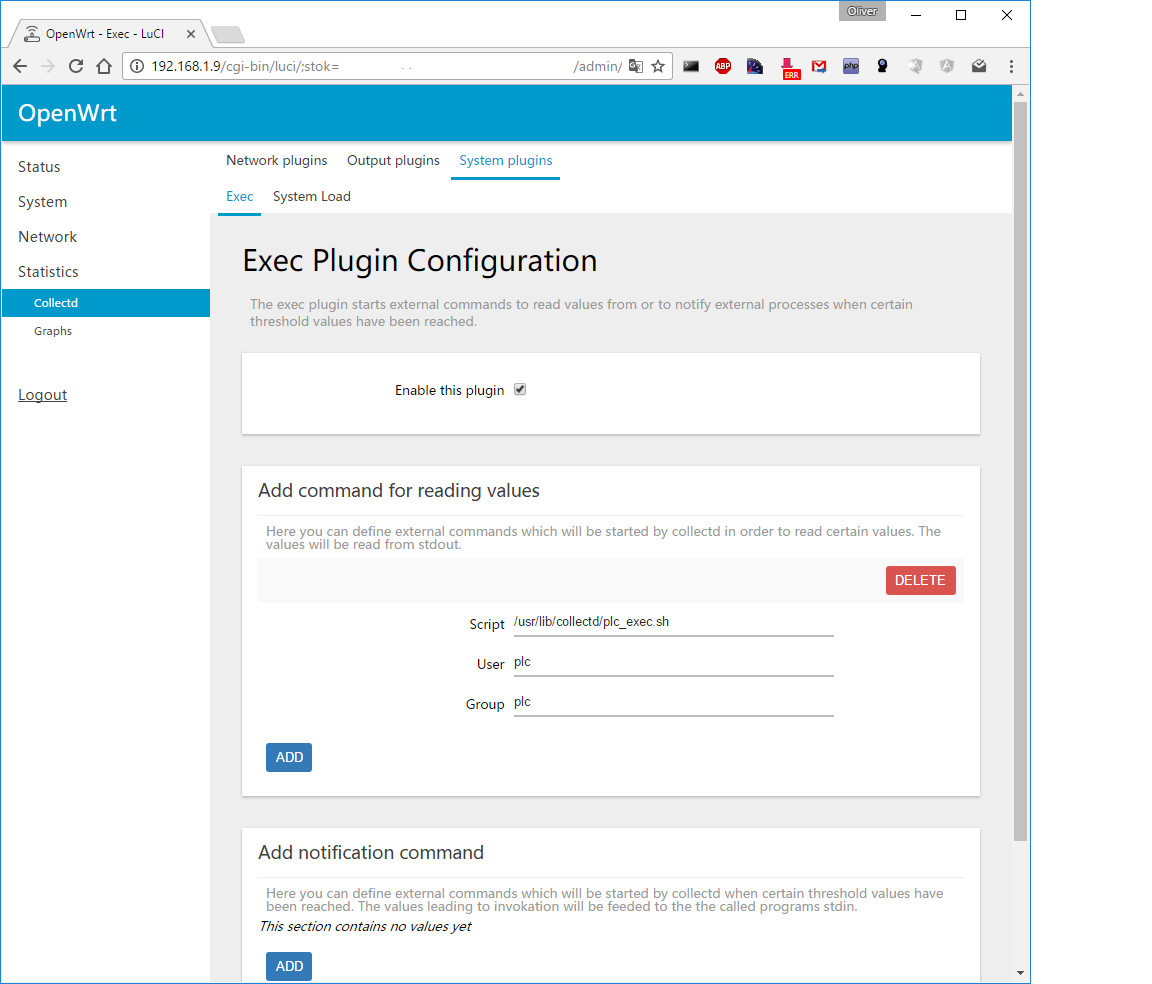 Oliver
OpenWrt - Exec - LuCI
192.168.1.9/cgi-bin/luci/;stok= /admin/
ABP
ERR
php
OpenWrt
Status
System
Network
Statistics
Collectd
Graphs
Logout
Network plugins Output plugins System plugins
Exec System Load
Exec Plugin Configuration
The exec plugin starts external commands to read values from or to notify external processes when certain
threshold values have been reached.
Enable this plugin
Add command for reading values
Here you can define external commands which will be started by collectd in order to read certain values. The
values will be read from stdout.
DELETE
Script /usr/lib/collectd/plc_exec.sh
User plc
Group plc
ADD
Add notification command
Here you can define external commands which will be started by collectd when certain threshold values have
been reached. The values leading to invokation will be feeded to the the called programs stdin.
This section contains no values yet
ADD